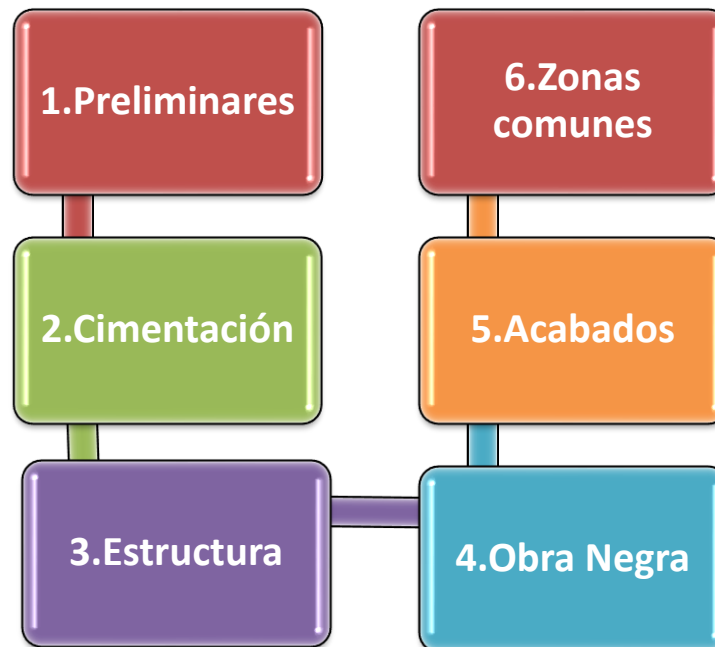 1.Preliminares
2.Cimentación
3.Estructura
4.Obra Negra
5.Acabados
6.Zonas
comunes